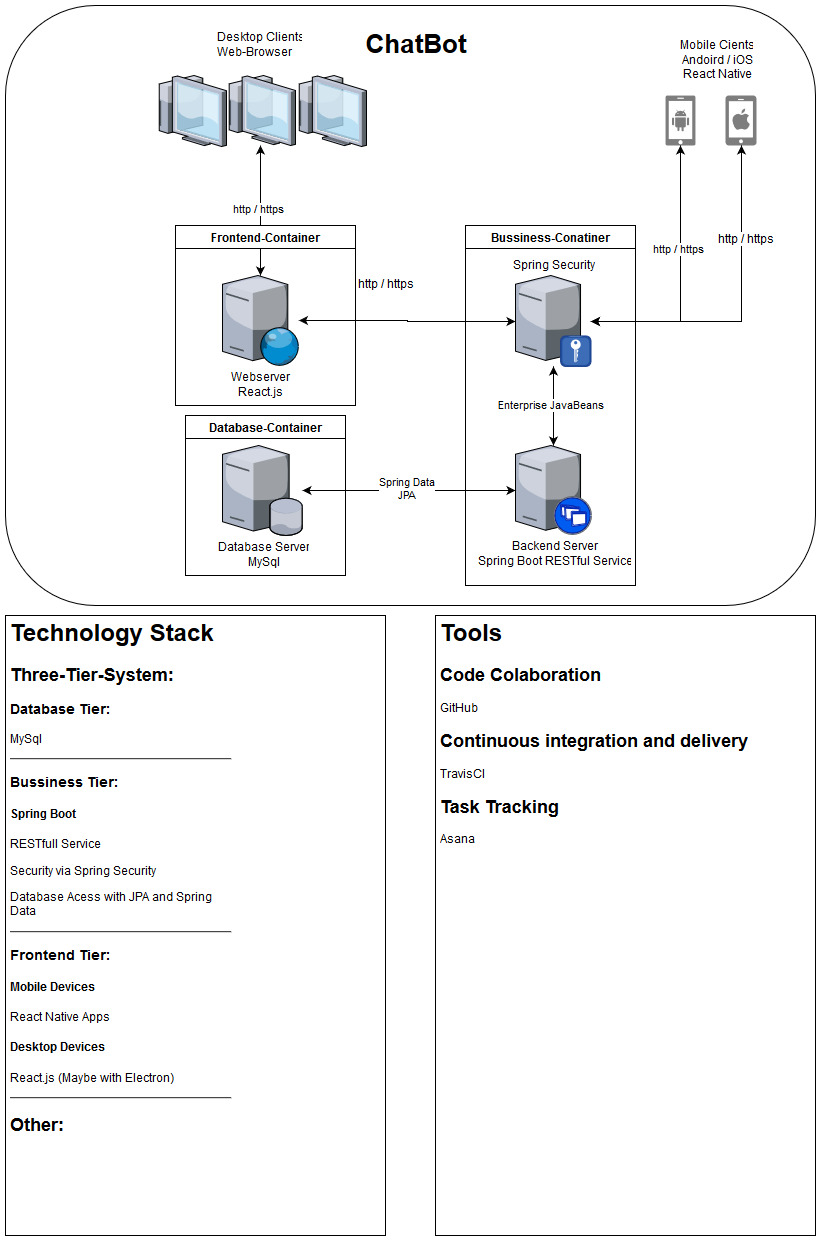 ChatBot
Desktop Clients
Web-Browser
Mobile Cients
Andoird / iOS
React Native
http / https
http / https
http / https
Frontend-Container
Bussiness-Conatiner
Spring Security
http / https
Webserver
React.js
Enterprise JavaBeans
Database-Container
Spring Data
JPA
Database Server
MySql
Backend Server
Spring Boot RESTful Service
Technology Stack
Three-Tier-System:
Database Tier:
MySql
Bussiness Tier:
Spring Boot
RESTfull Service
Security via Spring Security
Database Acess with JPA and Spring
Data
Frontend Tier:
Mobile Devices
React Native Apps
Desktop Devices
React.js (Maybe with Electron)
Other:
Tools
Code Colaboration
GitHub
Continuous integration and delivery
TravisCI
Task Tracking
Asana